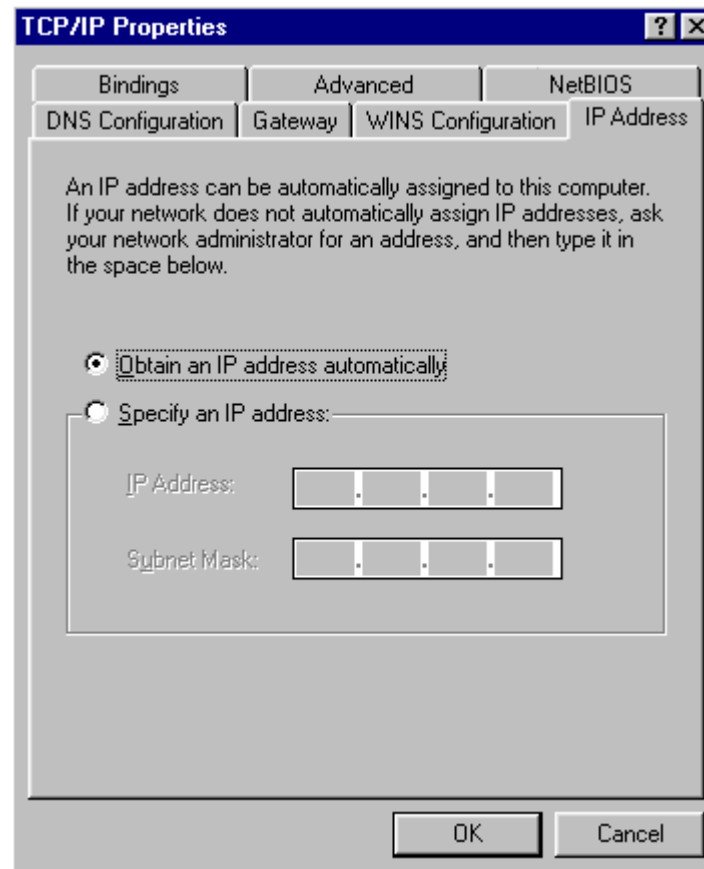 TCP/IP Properties
Bindings Advanced NetBIOS
DNS Configuration Gateway WINS Configuration IP Address
An IP address can be automatically assigned to this computer.
If your network does not automatically assign IP addresses, ask
your network administrator for an address, and then type it in
the space below.
Obtain an IP address automatically
Specify an IP address:
IP Address:
Subnet Mask:
OK Cancel